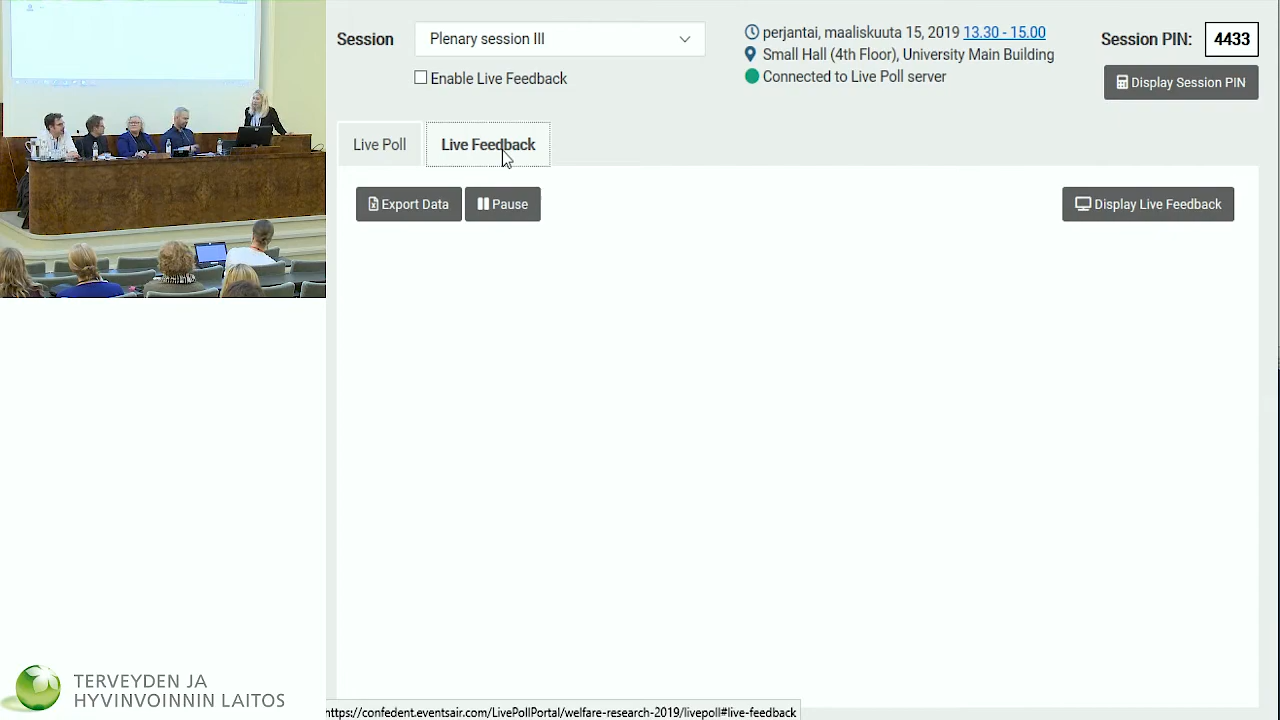 Session
Plenary session III
Enable Live Feedback
perjantai, maaliskuuta 15, 2019 13.30 - 15.00
Small Hall (4th Floor), University Main Building
Connected to Live Poll server
Session PIN:
4433
Display Session PIN
Live Poll
Live Feedback
Export Data
Pause
Display Live Feedback
TERVEYDEN JA
HYVINVOINNIN LAITOS
https://confedent.eventsair.com/LivePollPortal/welfare-research-2019/livepoll#live-feedback